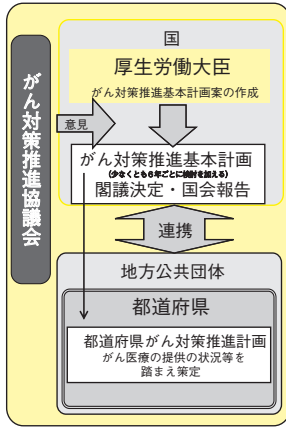 がん対策推進協議会
国
厚生労働大臣
がん対策推進基本計画案の作成
意見
がん対策推進基本計画
(少なくとも6年ごとに検討を加える)
閣議決定・国会報告
連携
地方公共団体
都道府県
都道府県がん対策推進計画
がん医療の提供の状況等を
踏まえ策定